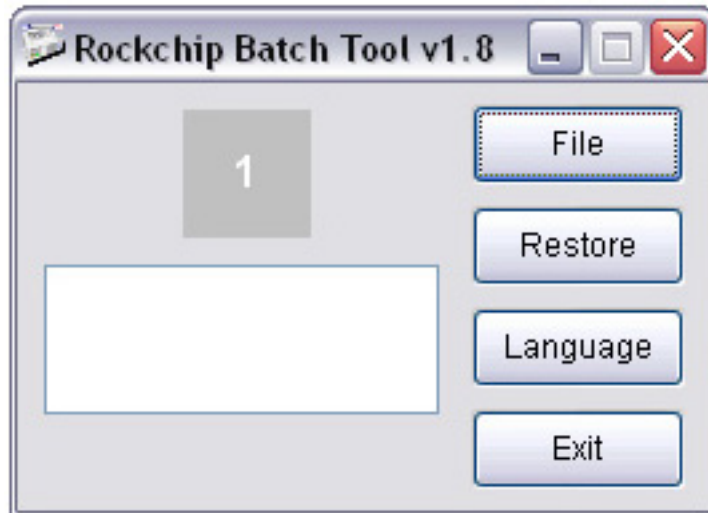 Rockchip Batch Tool v1.8
1
File
Restore
Language
Exit